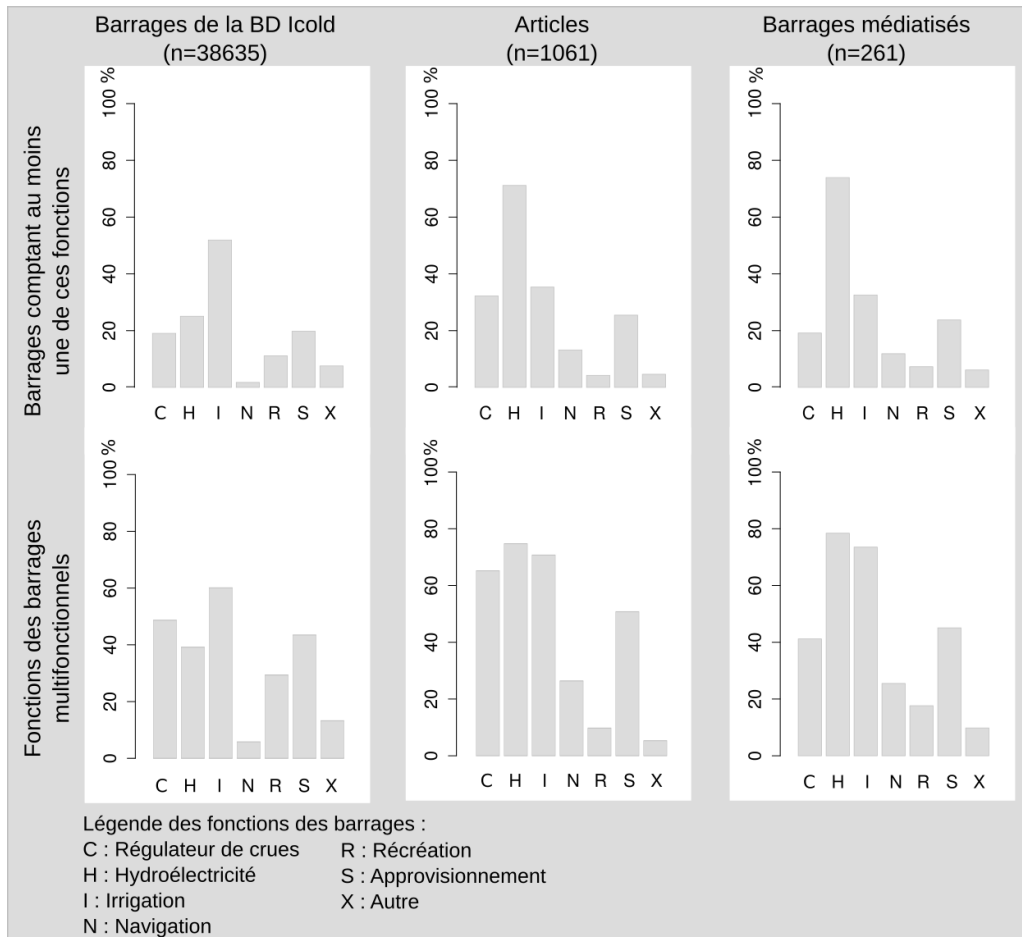 Barrages de la BD Icold
(n=38635)
Articles
(n=1061)
Barrages médiatisés
(n=261)
Barrages comptant au moins
une de ces fonctions
100 %
80
60
40
20
0
C H I N R S X
100 %
80
60
40
20
0
C H I N R S X
100 %
80
60
40
20
0
C H I N R S X
Fonctions des barrages
multifonctionnels
100 %
80
60
40
20
0
C H I N R S X
100%
80
60
40
20
0
C H I N R S X
100%
80
60
40
20
0
C H I N R S X
Légende des fonctions des barrages :
C : Régulateur de crues
H : Hydroélectricité
I : Irrigation
N : Navigation
R : Récréation
S : Approvisionnement
X : Autre